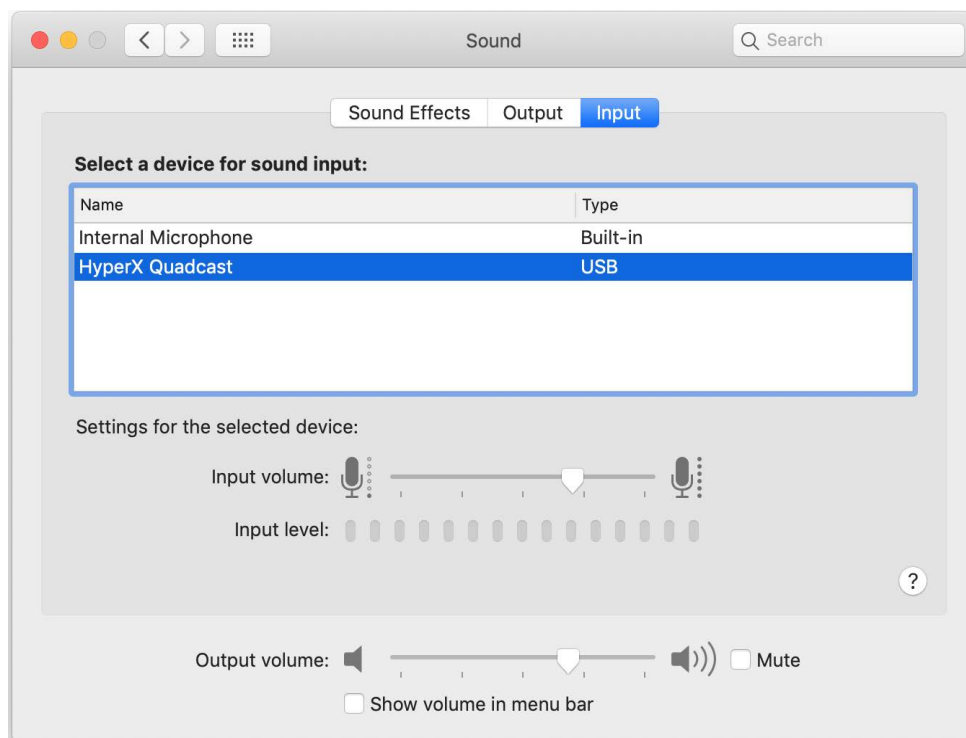 Sound
Search
Sound Effects Output Input
Select a device for sound input:
Name Type
Internal Microphone Built-in
HyperX Quadcast USB
Settings for the selected device:
Input volume:
Input level:
?
Output volume: Mute
Show volume in menu bar